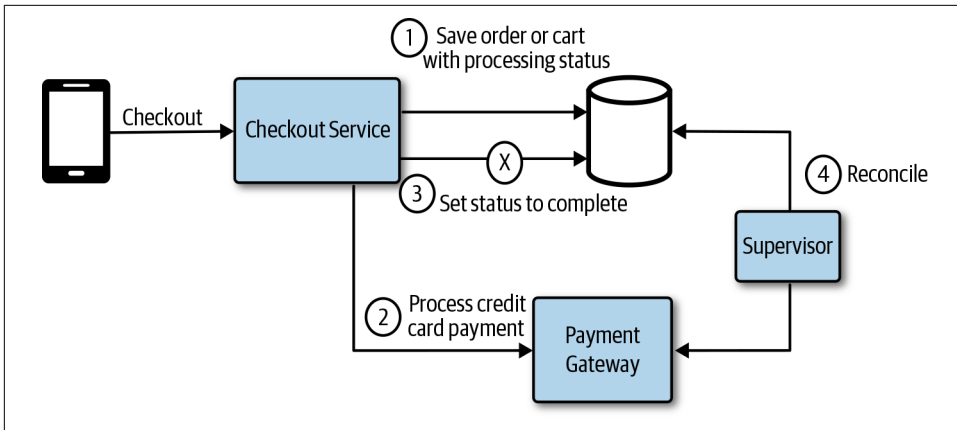 1 Save order or cart
with processing status
Checkout
Checkout Service
X
3 Set status to complete
4 Reconcile
Supervisor
2 Process credit
card payment
Payment
Gateway